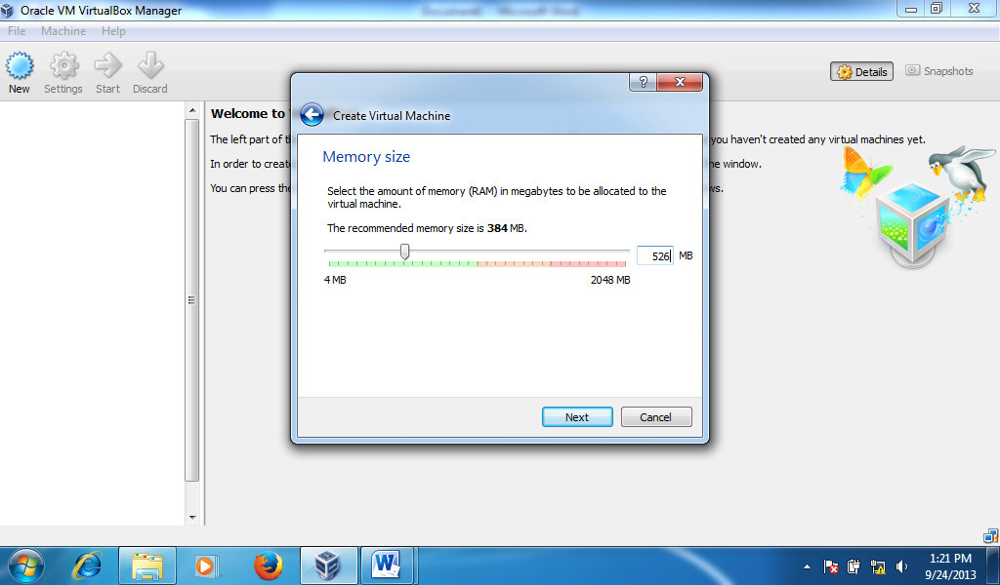 Oracle VM VirtualBox Manager
File Machine Help
New Settings Start Discard
Details Snapshots
Welcome to
The left part of t
you haven't created any virtual machines yet.
In order to creat
he window.
You can press the
ws.
?
Create Virtual Machine
Memory size
Select the amount of memory (RAM) in megabytes to be allocated to the
virtual machine.
The recommended memory size is 384 MB.
526 MB
4 MB 2048 MB
Next Cancel
W
1:21 PM
9/24/2013